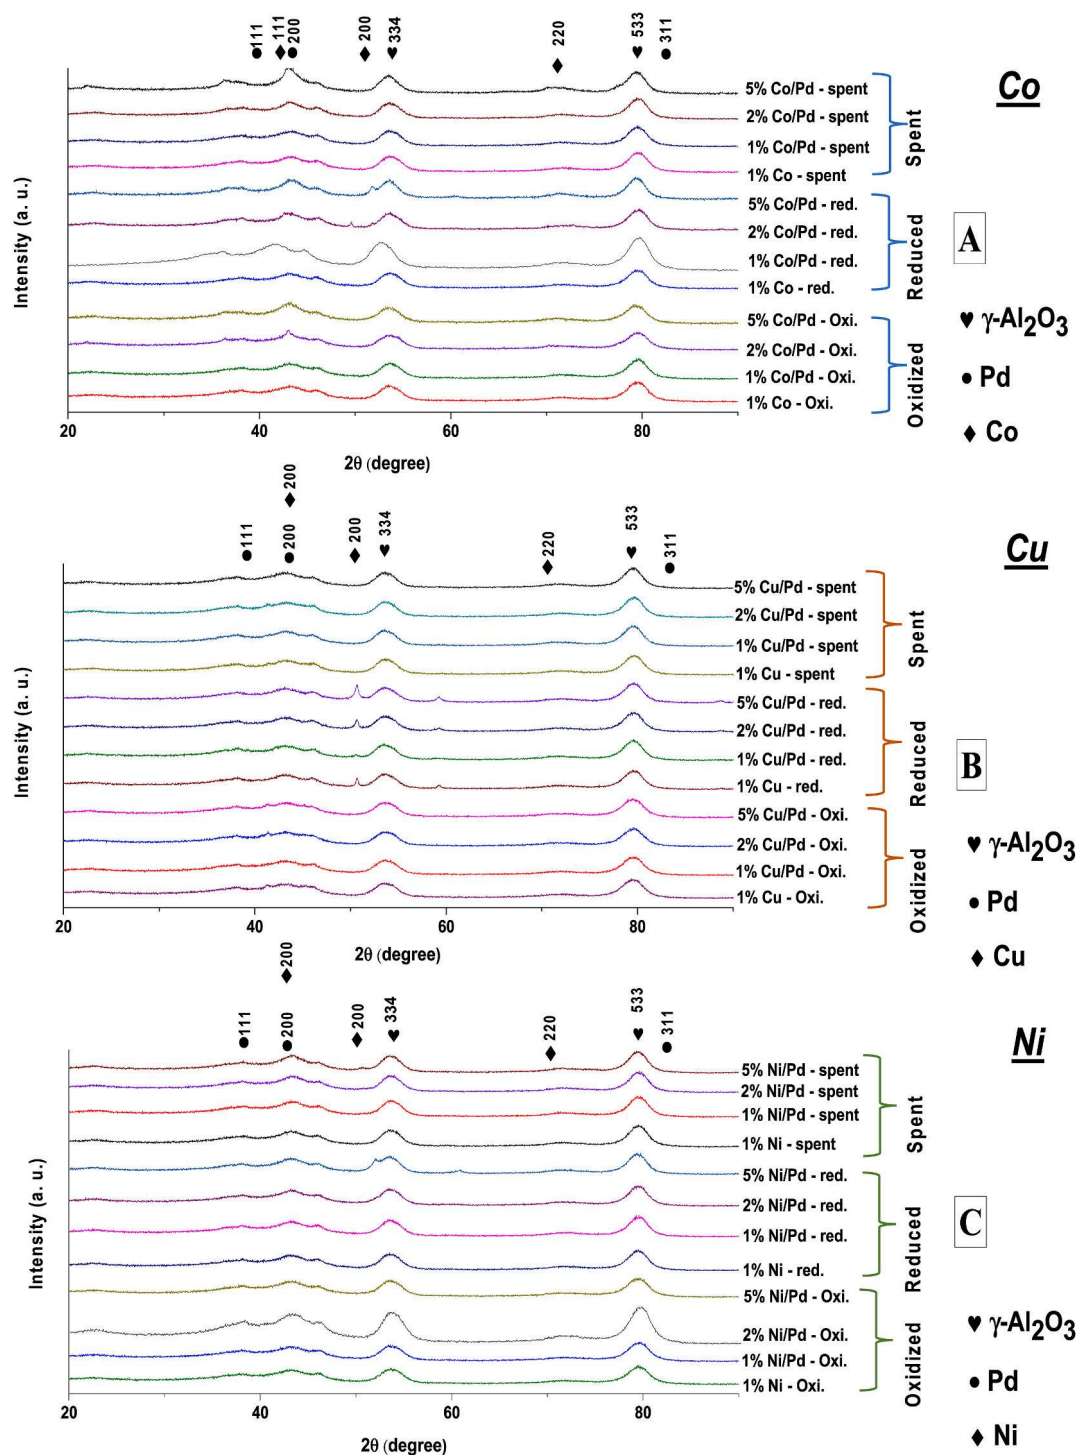 111
111
200
200
334
220
533
311
Co
5% Co/Pd - spent
2% Co/Pd - spent
1% Co/Pd - spent
1% Co - spent
Spent
5% Co/Pd - red.
2% Co/Pd - red.
1% Co/Pd - red.
1% Co - red.
Reduced
5% Co/Pd - Oxi.
2% Co/Pd - Oxi.
1% Co/Pd - Oxi.
1% Co - Oxi.
Oxidized
A
♥ γ-Al2O3
● Pd
♦ Co
Intensity (a. u.)
20 40 60 80
2θ (degree)
200
111
200
200
334
220
533
311
Cu
5% Cu/Pd - spent
2% Cu/Pd - spent
1% Cu/Pd - spent
1% Cu - spent
Spent
5% Cu/Pd - red.
2% Cu/Pd - red.
1% Cu/Pd - red.
1% Cu - red.
Reduced
5% Cu/Pd - Oxi.
2% Cu/Pd - Oxi.
1% Cu/Pd - Oxi.
1% Cu - Oxi.
Oxidized
B
♥ γ-Al2O3
● Pd
♦ Cu
Intensity (a. u.)
20 40 60 80
2θ (degree)
200
111
200
200
334
220
533
311
Ni
5% Ni/Pd - spent
2% Ni/Pd - spent
1% Ni/Pd - spent
1% Ni - spent
Spent
5% Ni/Pd - red.
2% Ni/Pd - red.
1% Ni/Pd - red.
1% Ni - red.
Reduced
5% Ni/Pd - Oxi.
2% Ni/Pd - Oxi.
1% Ni/Pd - Oxi.
1% Ni - Oxi.
Oxidized
C
♥ γ-Al2O3
● Pd
♦ Ni
Intensity (a. u.)
20 40 60 80
2θ (degree)